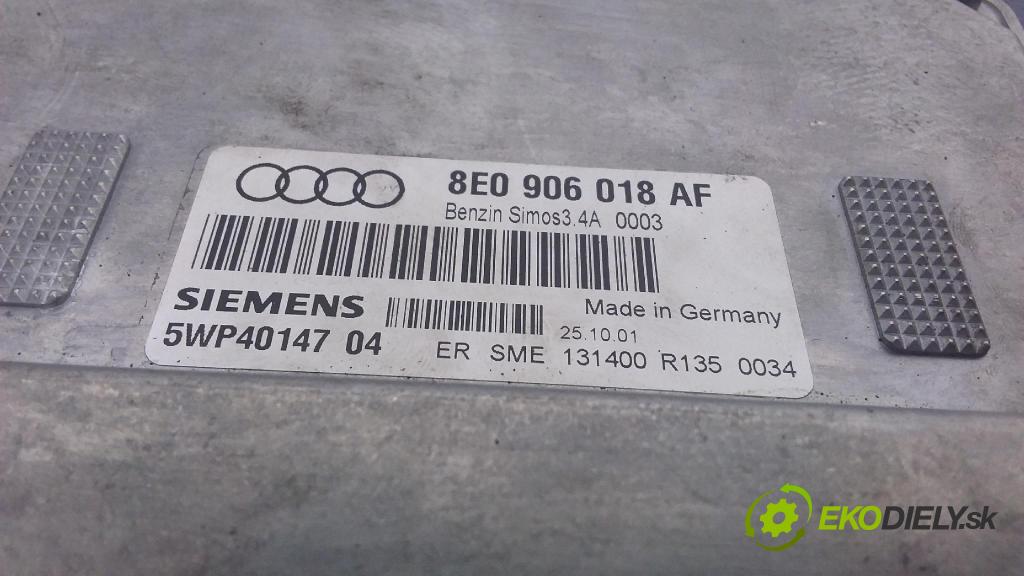 8E0 906 018 AF
Benzin Simos3.4A 0003
SIEMENS
Made in Germany
5WP40147 04
25.10.01
ER SME 131400 R135 0034
EKODIELY.sk